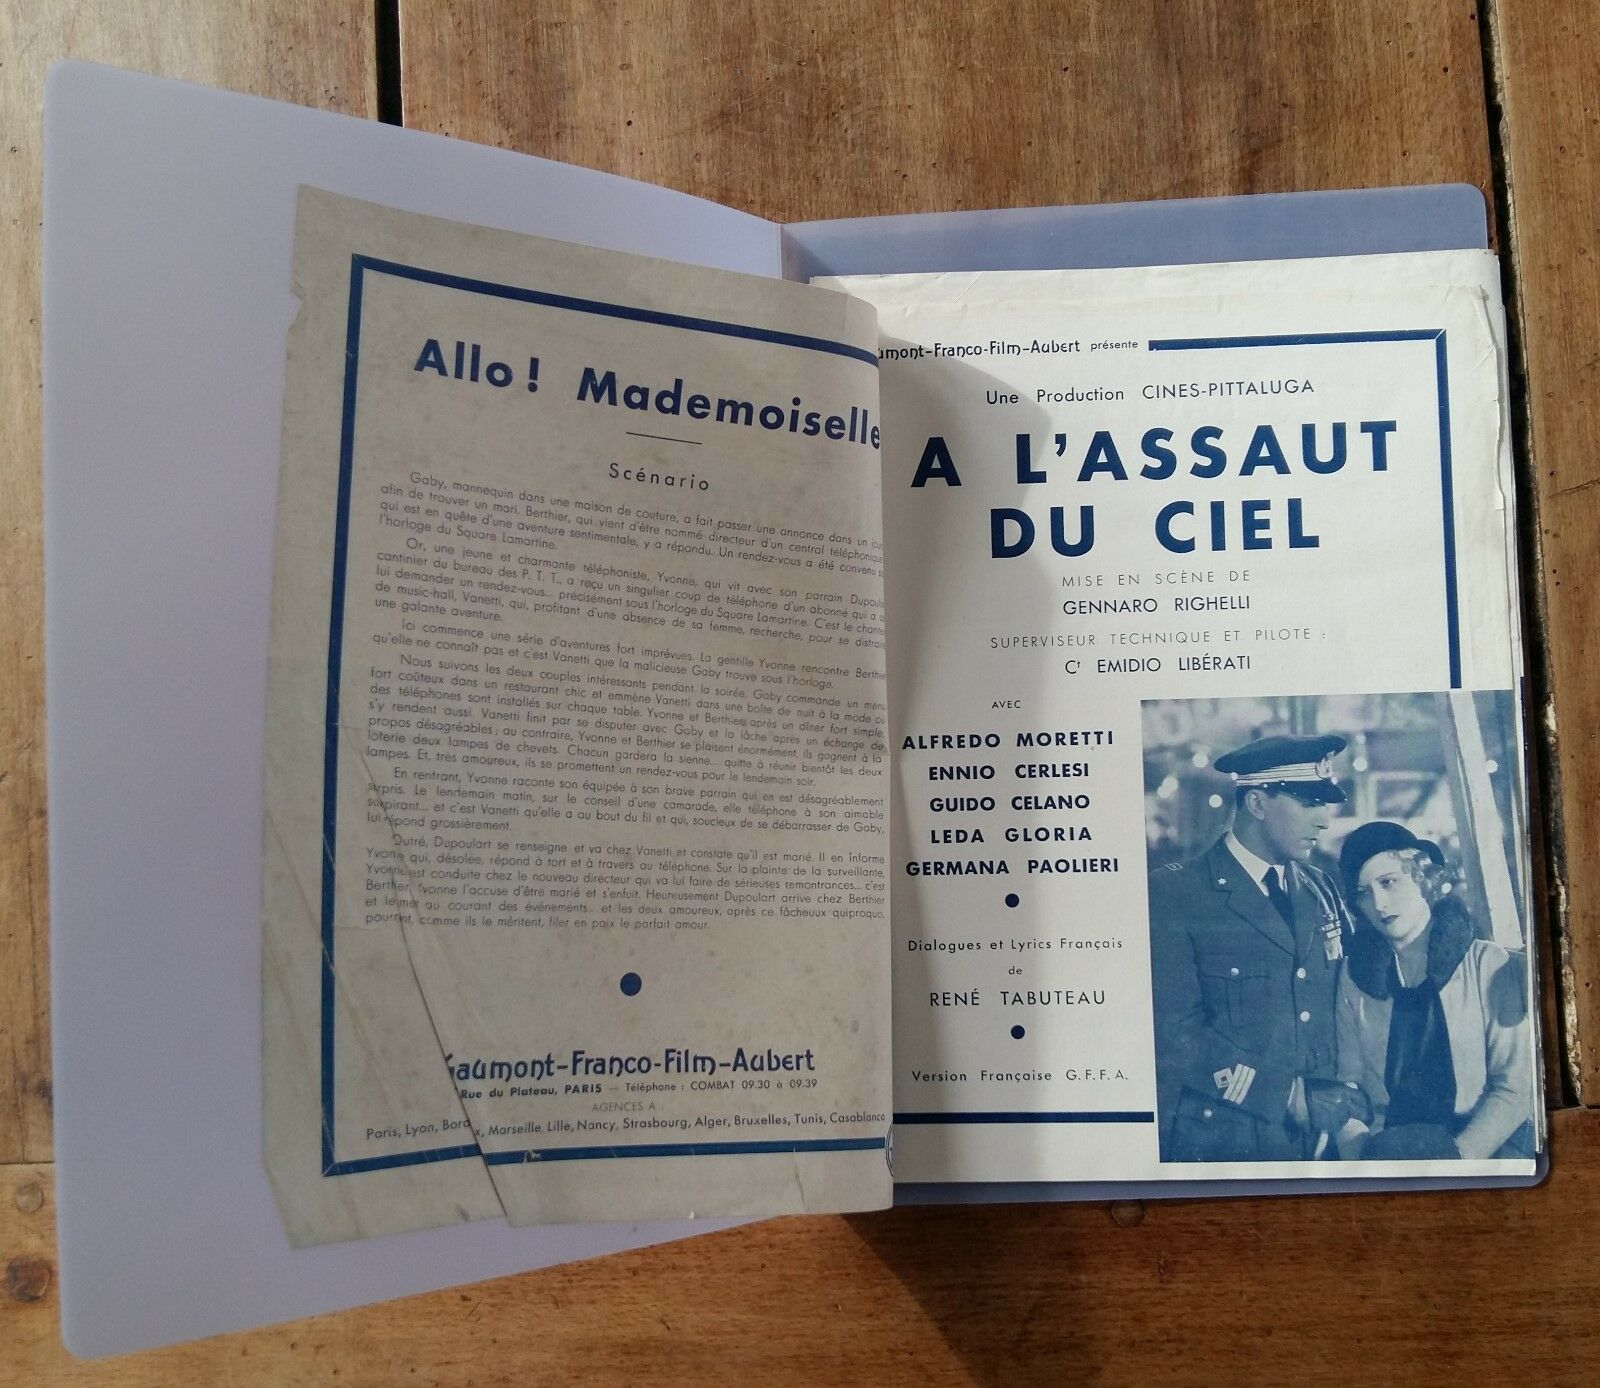 Allo! Mademoiselle
Scénario
Gaby, mannequin dans une maison de couture, a fait passer une annonce dans un
afin de trouver un mari. Berthier, qui vient d'être nommé directeur d'un central téléphonique
qui est en quête d'une aventure sentimentale, y a répondu. Un rendez-vous a été convenu
l'horloge du Square Lamartine.
Or, une jeune et charmante téléphoniste, Yvonne, qui vit avec son parrain
cantinier du bureau des P. T. T., a reçu un singulier coup de téléphone d'un abonné qui a
lui demander un rendez-vous... précisément sous l'horloge du Square Lamartine. C'est le
de music-hall, Vanetti, qui, profitant d'une absence de sa femme, recherche, pour se
une galante aventure.
Ici commence une série d'aventures fort imprévues. La gentille Yvonne rencontre
qu'elle ne connaît pas et c'est Vanetti que la malicieuse Gaby trouve sous l'horloge.
Nous suivons les deux couples intéressants pendant la soirée. Gaby commande un menu
fort coûteux dans un restaurant chic et emmène Vanetti dans une boîte de nuit à la mode où
des téléphones sont installés sur chaque table. Yvonne et Berthier, après un dîner fort simple,
s'y rendent aussi. Vanetti finit par se disputer avec Gaby et la lâche après un échange de
propos désagréables; au contraire, Yvonne et Berthier se plaisent énormément, ils gagnent à la
loterie deux lampes de chevets. Chacun gardera la sienne... quitte à réunir bientôt les deux
lampes. Et, très amoureux, ils se promettent un rendez-vous pour le lendemain soir.
En rentrant, Yvonne raconte son équipée à son brave parrain qui en est désagréablement
surpris. Le lendemain matin, sur le conseil d'une camarade, elle téléphone à son aimable
soupirant... et c'est Vanetti qu'elle a au bout du fil et qui, soucieux de se débarrasser de Gaby,
lui répond grossièrement.
Outré, Dupoulart se renseigne et va chez Vanetti et constate qu'il est marié. Il en informe
Yvonne qui, désolée, répond à tort et à travers au téléphone. Sur la plainte de la surveillante,
Yvonne est conduite chez le nouveau directeur qui va lui faire de sérieuses remontrances... c'est
Berthier, Yvonne l'accuse d'être marié et s'enfuit. Heureusement Dupoulart arrive chez Berthier
et le met au courant des événements... et les deux amoureux, après ce fâcheuux quiproquo,
pourront, comme ils le méritent, filer en paix le parfait amour.
Gaumont-Franco-Film-Aubert
Rue du Plateau, PARIS — Téléphone : COMBAT 09.30 à 09.39
AGENCES A :
Paris, Lyon, Bord x, Marseille, Lille, Nancy, Strasbourg, Alger, Bruxelles, Tunis, Casablanca
umont-Franco-Film-Aubert présente
Une Production CINES-PITTALUGA
A L'ASSAUT
DU CIEL
MISE EN SCÈNE DE
GENNARO RIGHELLI
SUPERVISEUR TECHNIQUE ET PILOTE :
Ct EMIDIO LIBÉRATI
AVEC
ALFREDO MORETTI
ENNIO CERLESI
GUIDO CELANO
LEDA GLORIA
GERMANA PAOLIERI
Dialogues et Lyrics Français
de
RENÉ TABUTEAU
Version Française G. F. F. A.